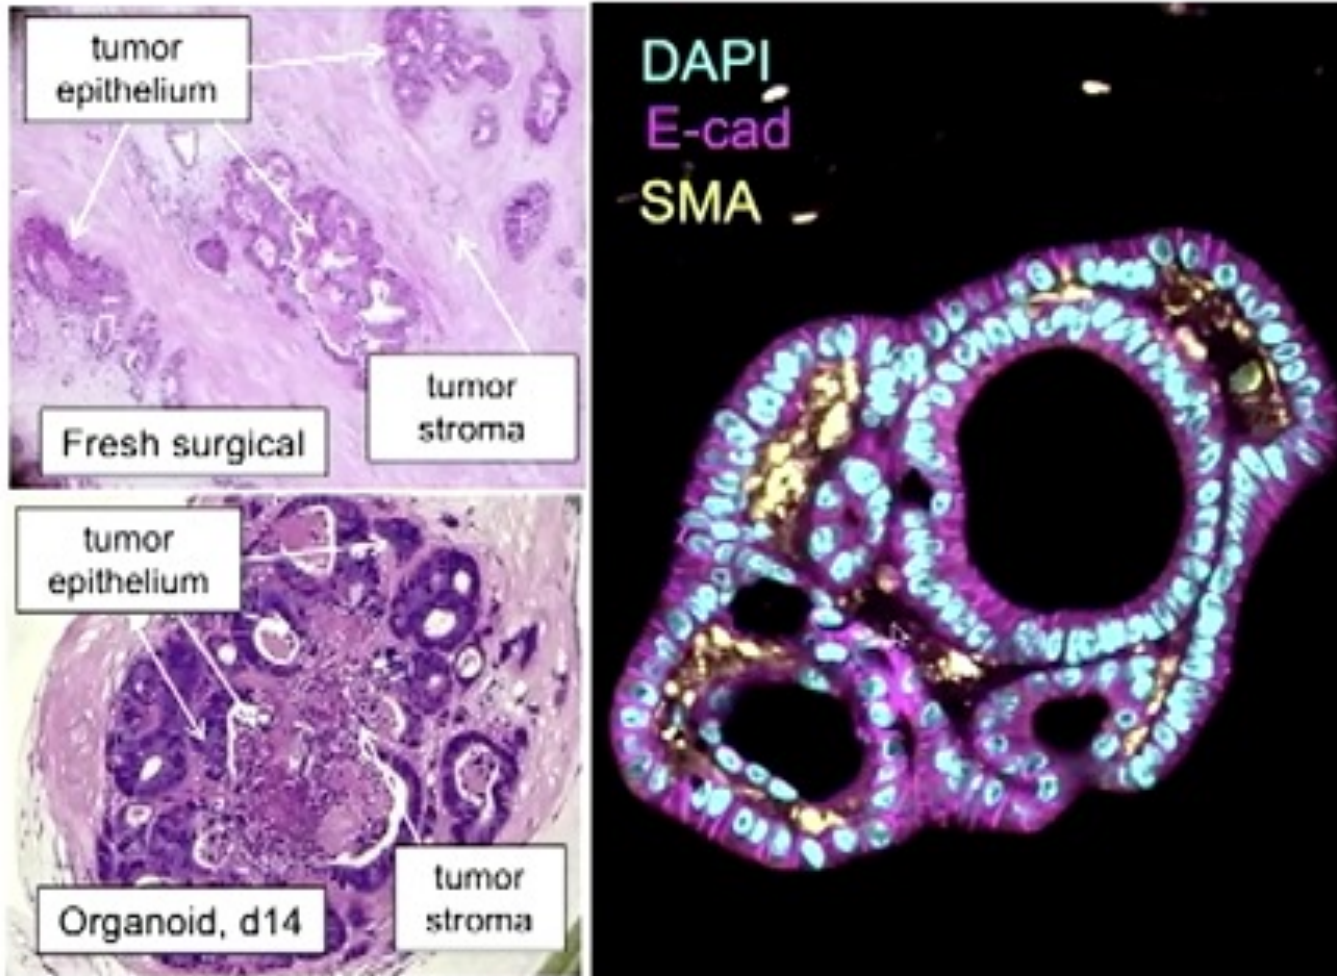 tumor
epithelium
tumor
stroma
Fresh surgical
tumor
epithelium
tumor
stroma
Organoid, d14
DAPI
E-cad
SMA